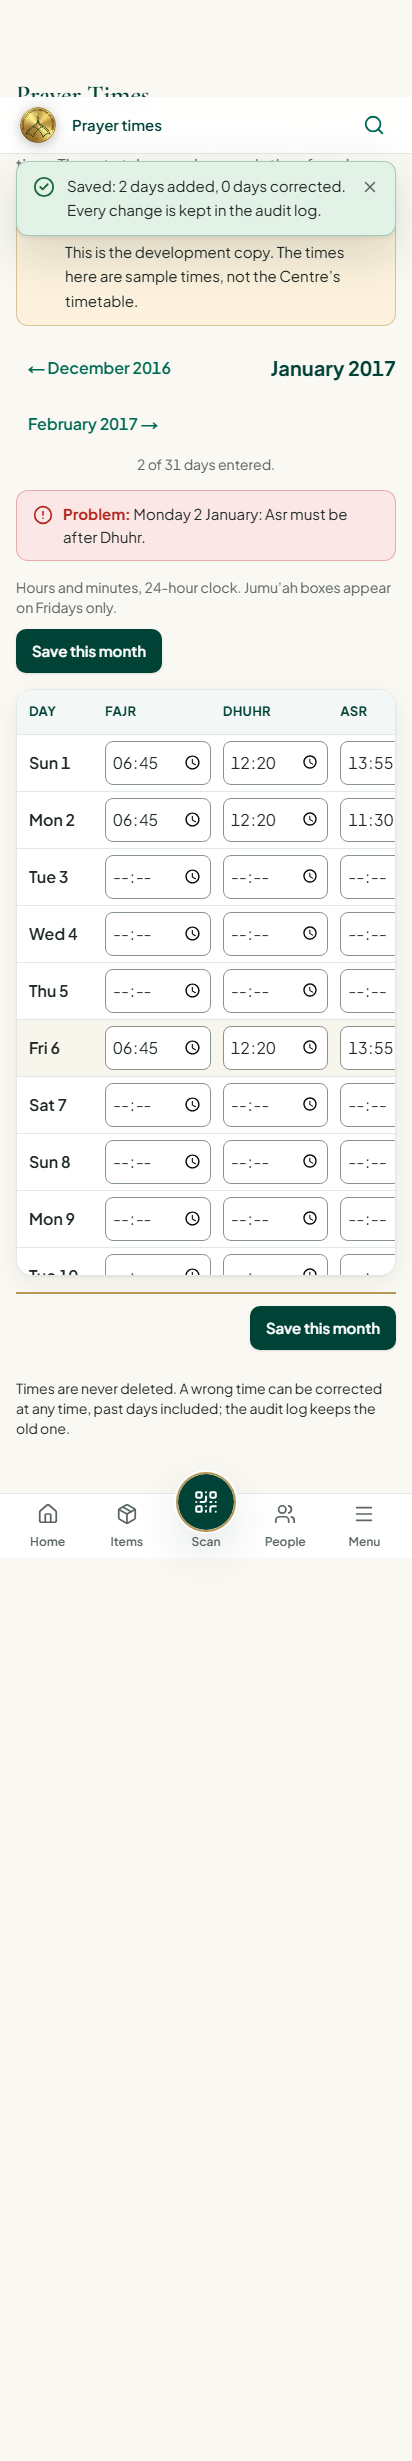 Prayer Times
Prayer times
Saved: 2 days added, 0 days corrected.
Every change is kept in the audit log.
This is the development copy. The times
here are sample times, not the Centre's
timetable.
← December 2016
January 2017
February 2017 →
2 of 31 days entered.
Problem: Monday 2 January: Asr must be
after Dhuhr.
Hours and minutes, 24-hour clock. Jumu'ah boxes appear
on Fridays only.
Save this month
DAY FAJR DHUHR ASR
Sun 1 06:45 12:20 13:55
Mon 2 06:45 12:20 11:30
Tue 3 --:-- --:-- --:--
Wed 4 --:-- --:-- --:--
Thu 5 --:-- --:-- --:--
Fri 6 06:45 12:20 13:55
Sat 7 --:-- --:-- --:--
Sun 8 --:-- --:-- --:--
Mon 9 --:-- --:-- --:--
Tue 10
Save this month
Times are never deleted. A wrong time can be corrected
at any time, past days included; the audit log keeps the
old one.
Home Items Scan People Menu